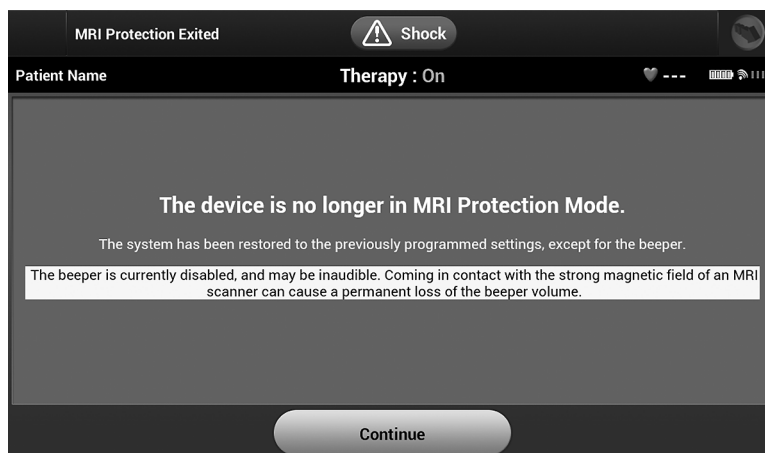 MRI Protection Exited
Shock
Patient Name
Therapy : On
---
The device is no longer in MRI Protection Mode.
The system has been restored to the previously programmed settings, except for the beeper.
The beeper is currently disabled, and may be inaudible. Coming in contact with the strong magnetic field of an MRI
scanner can cause a permanent loss of the beeper volume.
Continue